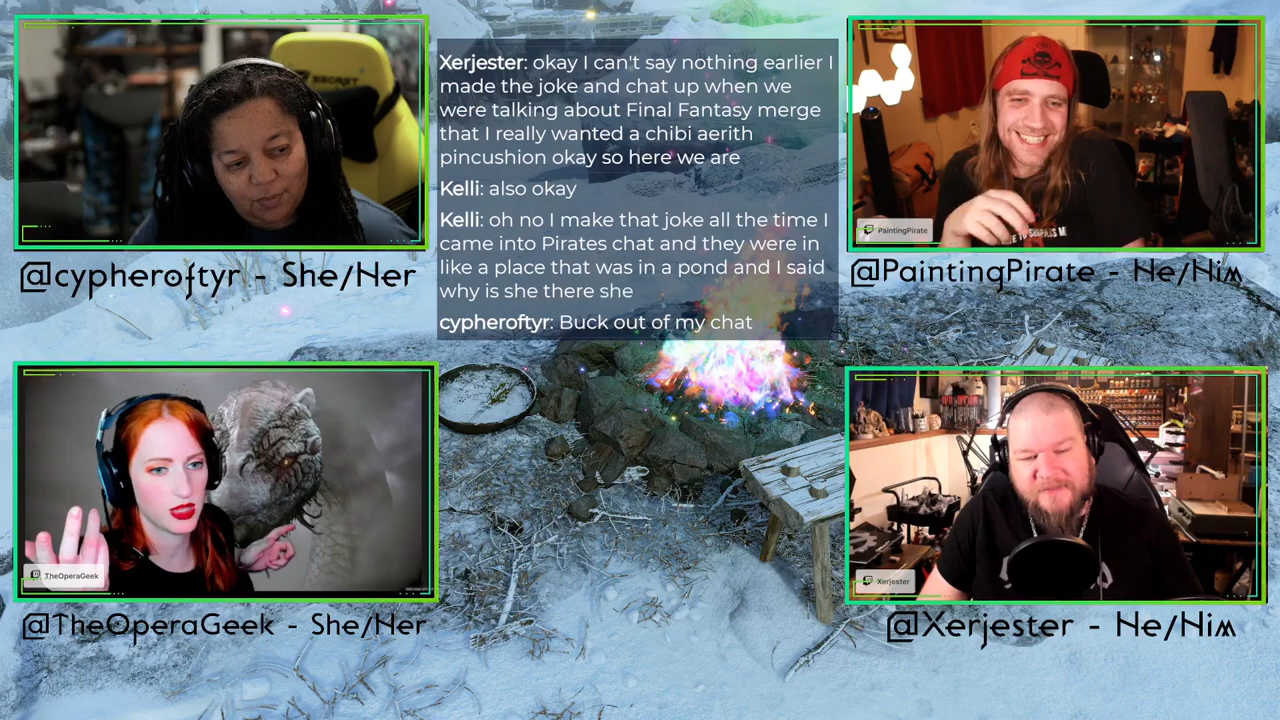 SECRET
@cypheroftyr - She/Her
Xerjester: okay I can't say nothing earlier I
made the joke and chat up when we
were talking about Final Fantasy merge
that I really wanted a chibi aerith
pincushion okay so here we are
Kelli: also okay
Kelli: oh no I make that joke all the time I
came into Pirates chat and they were in
like a place that was in a pond and I said
why is she there she
cypheroftyr: Buck out of my chat
PaintingPirate
@PaintingPirate - He/Him
TheOperaGeek
@TheOperaGeek - She/Her
Xerjester
@Xerjester - He/Him